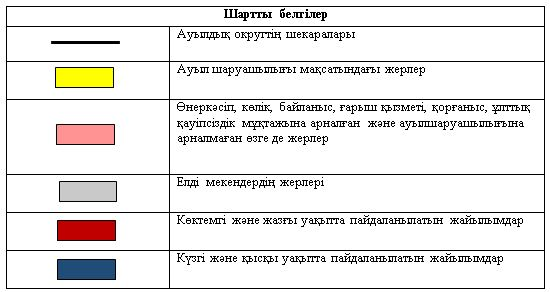 Шартты белгілер
Ауылдық округтің шекаралары
Ауыл шаруашылығы мақсатындағы жерлер
Өнеркәсіп, көлік, байланыс, ғарыш қызметі, қорғаныс, ұлттық
қауіпсіздік мұқтажына арналған және ауылшаруашылығына
арналмаған өзге де жерлер
Елді мекендердің жерлері
Көктемгі және жазғы уақытта пайдаланылатын жайылымдар
Күзгі және қысқы уақытта пайдаланылатын жайылымдар